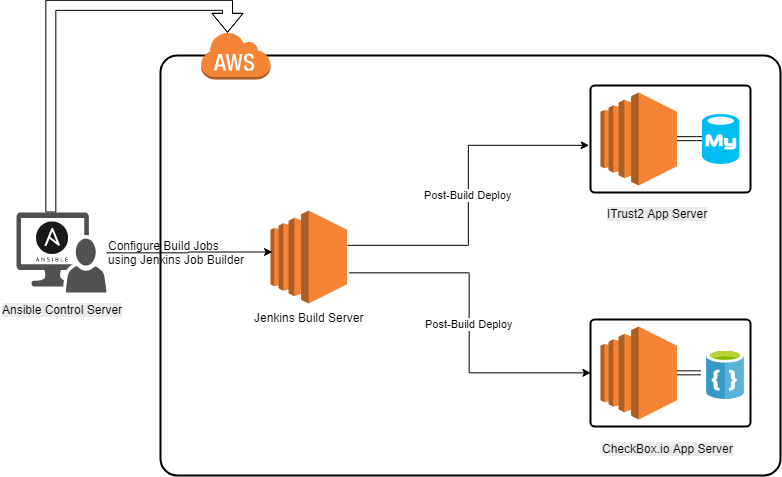 AWS
My
Post-Build Deploy
ITrust2 App Server
ANSIBLE
Configure Build Jobs
using Jenkins Job Builder
Ansible Control Server
Jenkins Build Server
Post-Build Deploy
{ }
CheckBox.io App Server